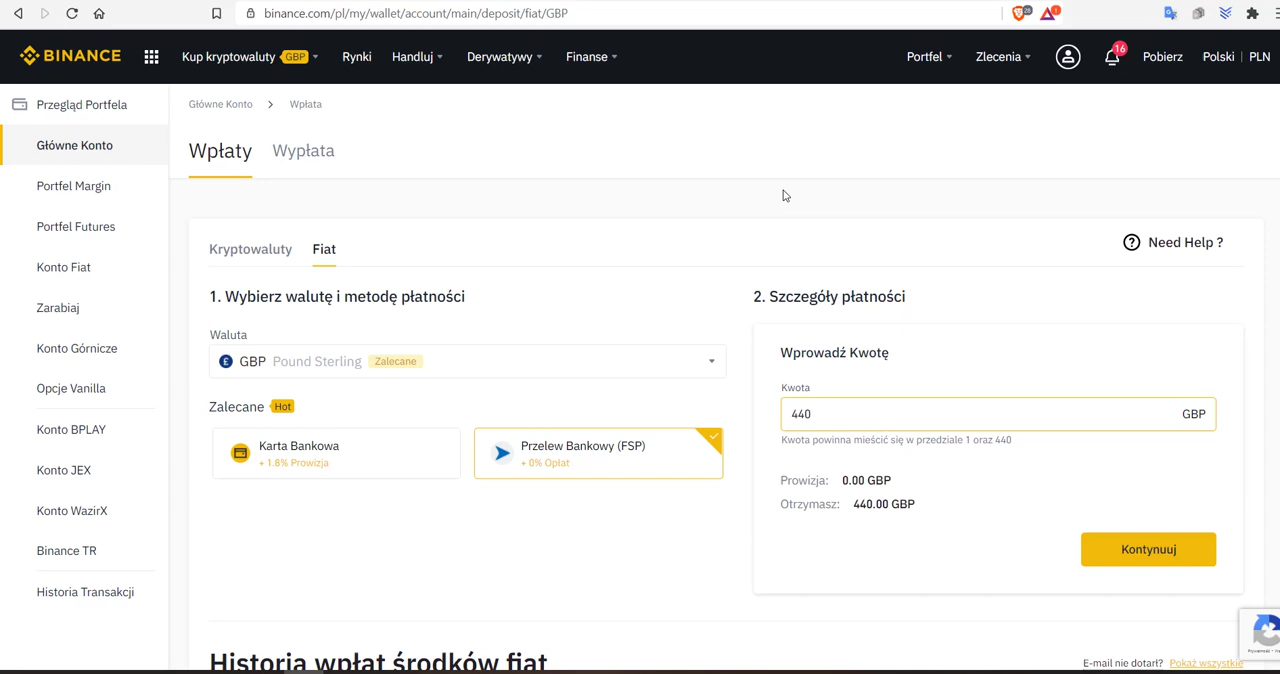 binance.com/pl/my/wallet/account/main/deposit/fiat/GBP
28
1
BINANCE
Kup kryptowaluty GBP
Rynki
Handluj
Derywatywy
Finanse
Portfel
Zlecenia
16
Pobierz
Polski | PLN
Przegląd Portfela
Główne Konto
Portfel Margin
Portfel Futures
Konto Fiat
Zarabiaj
Konto Górnicze
Opcje Vanilla
Konto BPLAY
Konto JEX
Konto WazirX
Binance TR
Historia Transakcji
Główne Konto > Wpłata
Wpłaty
Wypłata
Kryptowaluty
Fiat
Need Help ?
1. Wybierz walutę i metodę płatności
Waluta
£ GBP Pound Sterling Zalecane
Zalecane Hot
Karta Bankowa
+ 1.8% Prowizja
Przelew Bankowy (FSP)
+ 0% Opłat
2. Szczegóły płatności
Wprowadź Kwotę
Kwota
440 GBP
Kwota powinna mieścić się w przedziale 1 oraz 440
Prowizja: 0.00 GBP
Otrzymasz: 440.00 GBP
Kontynuuj
Historia wpłat środków fiat
E-mail nie dotarł? Pokaż wszystkie